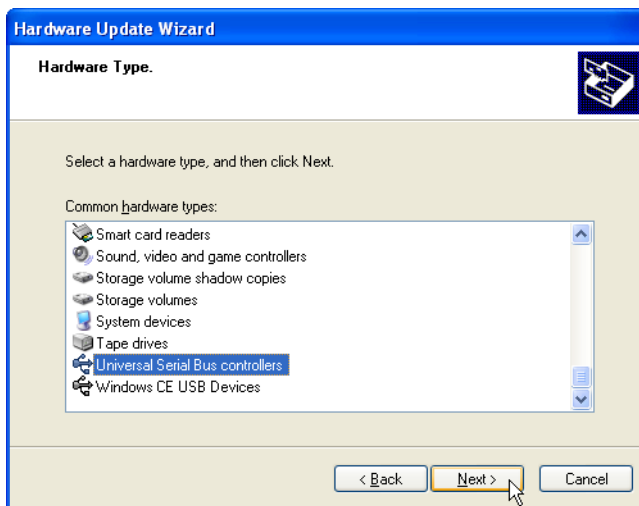 Hardware Update Wizard
Hardware Type.
Select a hardware type, and then click Next.
Common hardware types:
Smart card readers
Sound, video and game controllers
Storage volume shadow copies
Storage volumes
System devices
Tape drives
Universal Serial Bus controllers
Windows CE USB Devices
< Back Next > Cancel